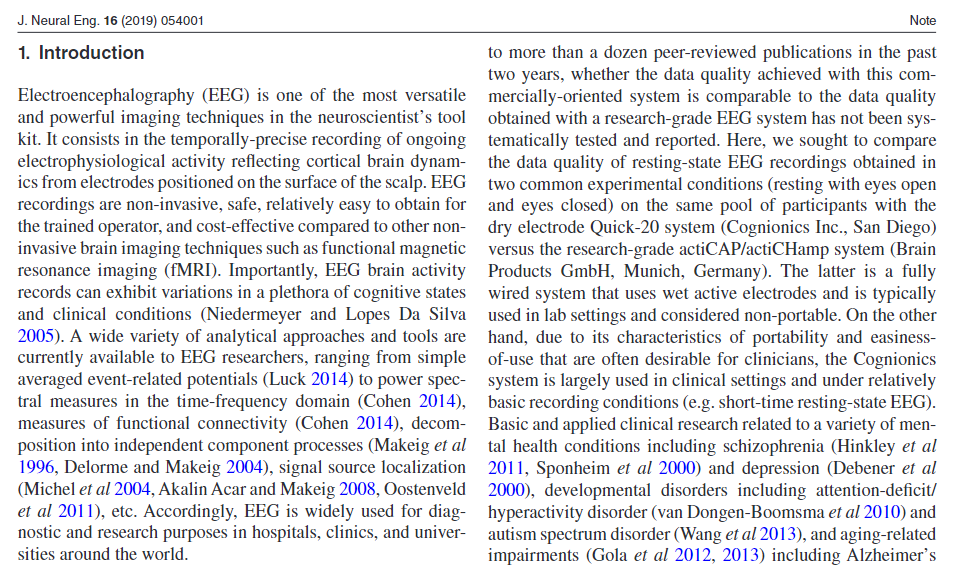 J. Neural Eng. 16 (2019) 054001
Note
1. Introduction
Electroencephalography (EEG) is one of the most versatile
and powerful imaging techniques in the neuroscientist's tool
kit. It consists in the temporally-precise recording of ongoing
electrophysiological activity reflecting cortical brain dynam-
ics from electrodes positioned on the surface of the scalp. EEG
recordings are non-invasive, safe, relatively easy to obtain for
the trained operator, and cost-effective compared to other non-
invasive brain imaging techniques such as functional magnetic
resonance imaging (fMRI). Importantly, EEG brain activity
records can exhibit variations in a plethora of cognitive states
and clinical conditions (Niedermeyer and Lopes Da Silva
2005). A wide variety of analytical approaches and tools are
currently available to EEG researchers, ranging from simple
averaged event-related potentials (Luck 2014) to power spec-
tral measures in the time-frequency domain (Cohen 2014),
measures of functional connectivity (Cohen 2014), decom-
position into independent component processes (Makeig et al
1996, Delorme and Makeig 2004), signal source localization
(Michel et al 2004, Akalin Acar and Makeig 2008, Oostenveld
et al 2011), etc. Accordingly, EEG is widely used for diag-
nostic and research purposes in hospitals, clinics, and univer-
sities around the world.
to more than a dozen peer-reviewed publications in the past
two years, whether the data quality achieved with this com-
mercially-oriented system is comparable to the data quality
obtained with a research-grade EEG system has not been sys-
tematically tested and reported. Here, we sought to compare
the data quality of resting-state EEG recordings obtained in
two common experimental conditions (resting with eyes open
and eyes closed) on the same pool of participants with the
dry electrode Quick-20 system (Cognionics Inc., San Diego)
versus the research-grade actiCAP/actiCHamp system (Brain
Products GmbH, Munich, Germany). The latter is a fully
wired system that uses wet active electrodes and is typically
used in lab settings and considered non-portable. On the other
hand, due to its characteristics of portability and easiness-
of-use that are often desirable for clinicians, the Cognionics
system is largely used in clinical settings and under relatively
basic recording conditions (e.g. short-time resting-state EEG).
Basic and applied clinical research related to a variety of men-
tal health conditions including schizophrenia (Hinkley et al
2011, Sponheim et al 2000) and depression (Debener et al
2000), developmental disorders including attention-deficit/
hyperactivity disorder (van Dongen-Boomsma et al 2010) and
autism spectrum disorder (Wang et al 2013), and aging-related
impairments (Gola et al 2012, 2013) including Alzheimer's